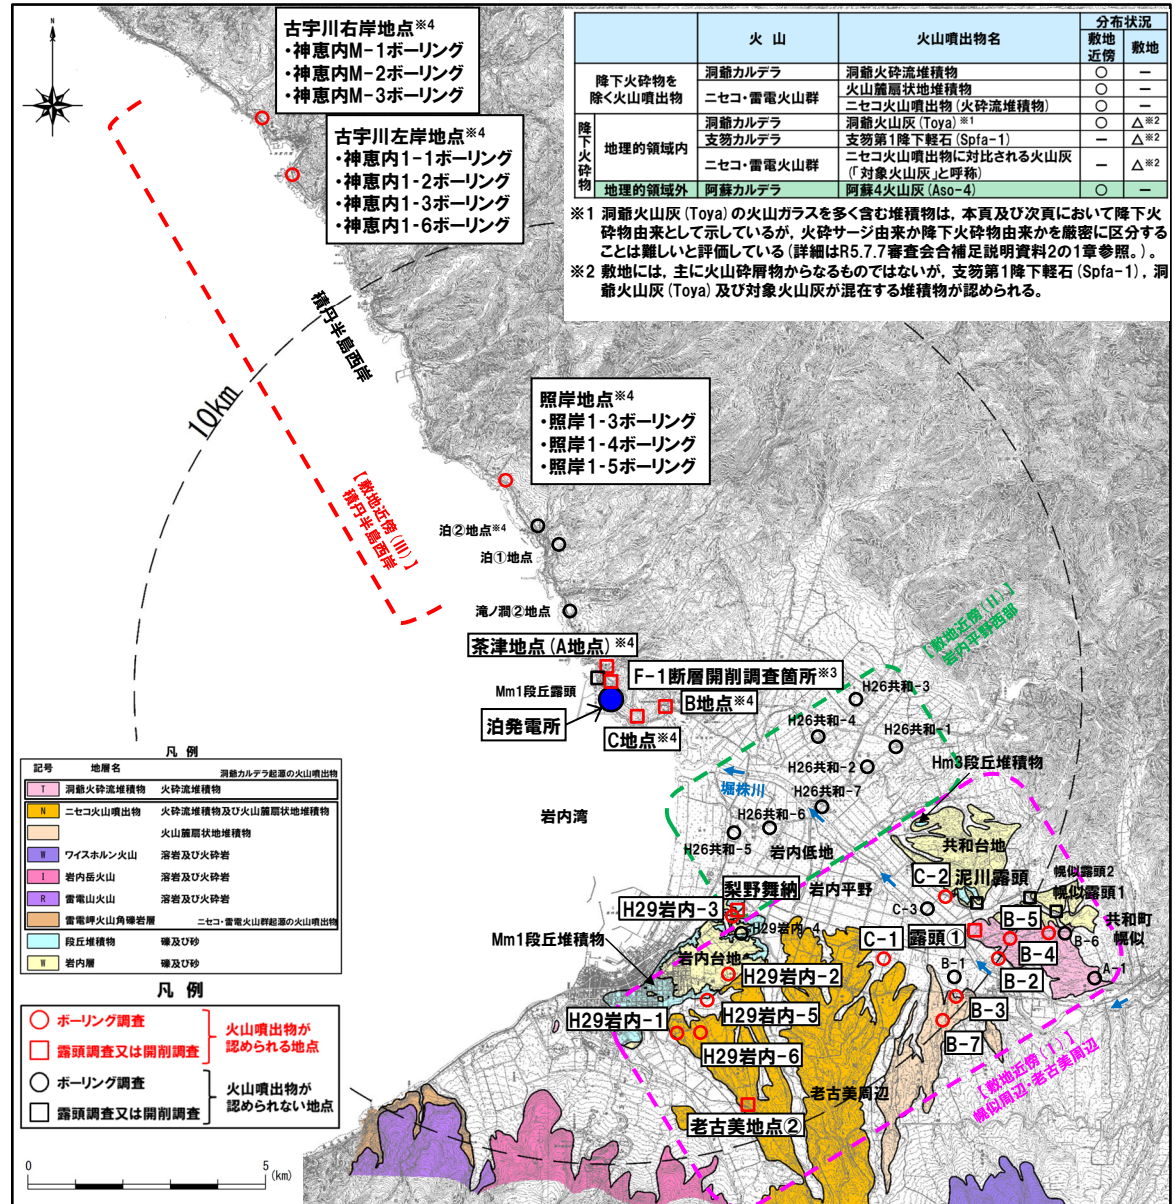 N
古宇川右岸地点※4
・神恵内M-1ボーリング
・神恵内M-2ボーリング
・神恵内M-3ボーリング
古宇川左岸地点※4
・神恵内1-1ボーリング
・神恵内1-2ボーリング
・神恵内1-3ボーリング
・神恵内1-6ボーリング
火山 火山噴出物名 分布状況
敷地近傍 敷地
降下火砕物を除く火山噴出物 洞爺カルデラ 洞爺火砕流堆積物 ○ −
ニセコ・雷電火山群 火山麓扇状地堆積物 ○ −
ニセコ火山噴出物(火砕流堆積物) ○ −
降下火砕物 地理的領域内 洞爺カルデラ 洞爺火山灰(Toya)※1 ○ △※2
支笏カルデラ 支笏第1降下軽石(Spfa-1) − △※2
ニセコ・雷電火山群 ニセコ火山噴出物に対比される火山灰(「対象火山灰」と呼称) − △※2
地理的領域外 阿蘇カルデラ 阿蘇4火山灰(Aso-4) ○ −
※1 洞爺火山灰(Toya)の火山ガラスを多く含む堆積物は，本頁及び次頁において降下火
砕物由来として示しているが，火砕サージ由来か降下火砕物由来かを厳密に区分する
ことは難しいと評価している(詳細はR5.7.7審査会合補足説明資料2の1章参照。)。
※2 敷地には，主に火山砕屑物からなるものではないが，支笏第1降下軽石(Spfa-1)，洞
爺火山灰(Toya)及び対象火山灰が混在する堆積物が認められる。
積丹半島西岸
10km
【敷地近傍(Ⅲ)】
積丹半島西岸
照岸地点※4
・照岸1-3ボーリング
・照岸1-4ボーリング
・照岸1-5ボーリング
泊②地点※4
泊①地点
滝ノ澗②地点
茶津地点(A地点)※4
F-1断層開削調査箇所※3
Mm1段丘露頭
B地点※4
泊発電所
C地点※4
【敷地近傍(Ⅱ)】
岩内平野西部
H26共和-3
H26共和-4
H26共和-1
H26共和-2
Hm3段丘堆積物
堀株川
H26共和-7
H26共和-6
H26共和-5
岩内湾
岩内低地
共和台地
岩内平野
C-2
泥川露頭
幌似露頭2
幌似露頭1
梨野舞納
H29岩内-3
C-3
B-5
共和町
幌似
H29岩内-4
Mm1段丘堆積物
C-1
露頭①
B-4
B-6
岩内台地
H29岩内-2
B-1
B-2
A-1
H29岩内-1
H29岩内-5
B-3
H29岩内-6
B-7
【敷地近傍(Ⅰ)】
幌似周辺・老古美周辺
老古美周辺
老古美地点②
凡例
記号 地層名 洞爺カルデラ起源の火山噴出物
T 洞爺火砕流堆積物 火砕流堆積物
N ニセコ火山噴出物 火砕流堆積物及び火山麓扇状地堆積物
火山麓扇状地堆積物
W ワイスホルン火山 溶岩及び火砕岩
I 岩内岳火山 溶岩及び火砕岩
R 雷電山火山 溶岩及び火砕岩
雷電岬火山角礫岩層 ニセコ・雷電火山群起源の火山噴出物
段丘堆積物 礫及び砂
W 岩内層 礫及び砂
凡例
ボーリング調査
露頭調査又は開削調査
火山噴出物が
認められる地点
ボーリング調査
露頭調査又は開削調査
火山噴出物が
認められない地点
0 5 (km)